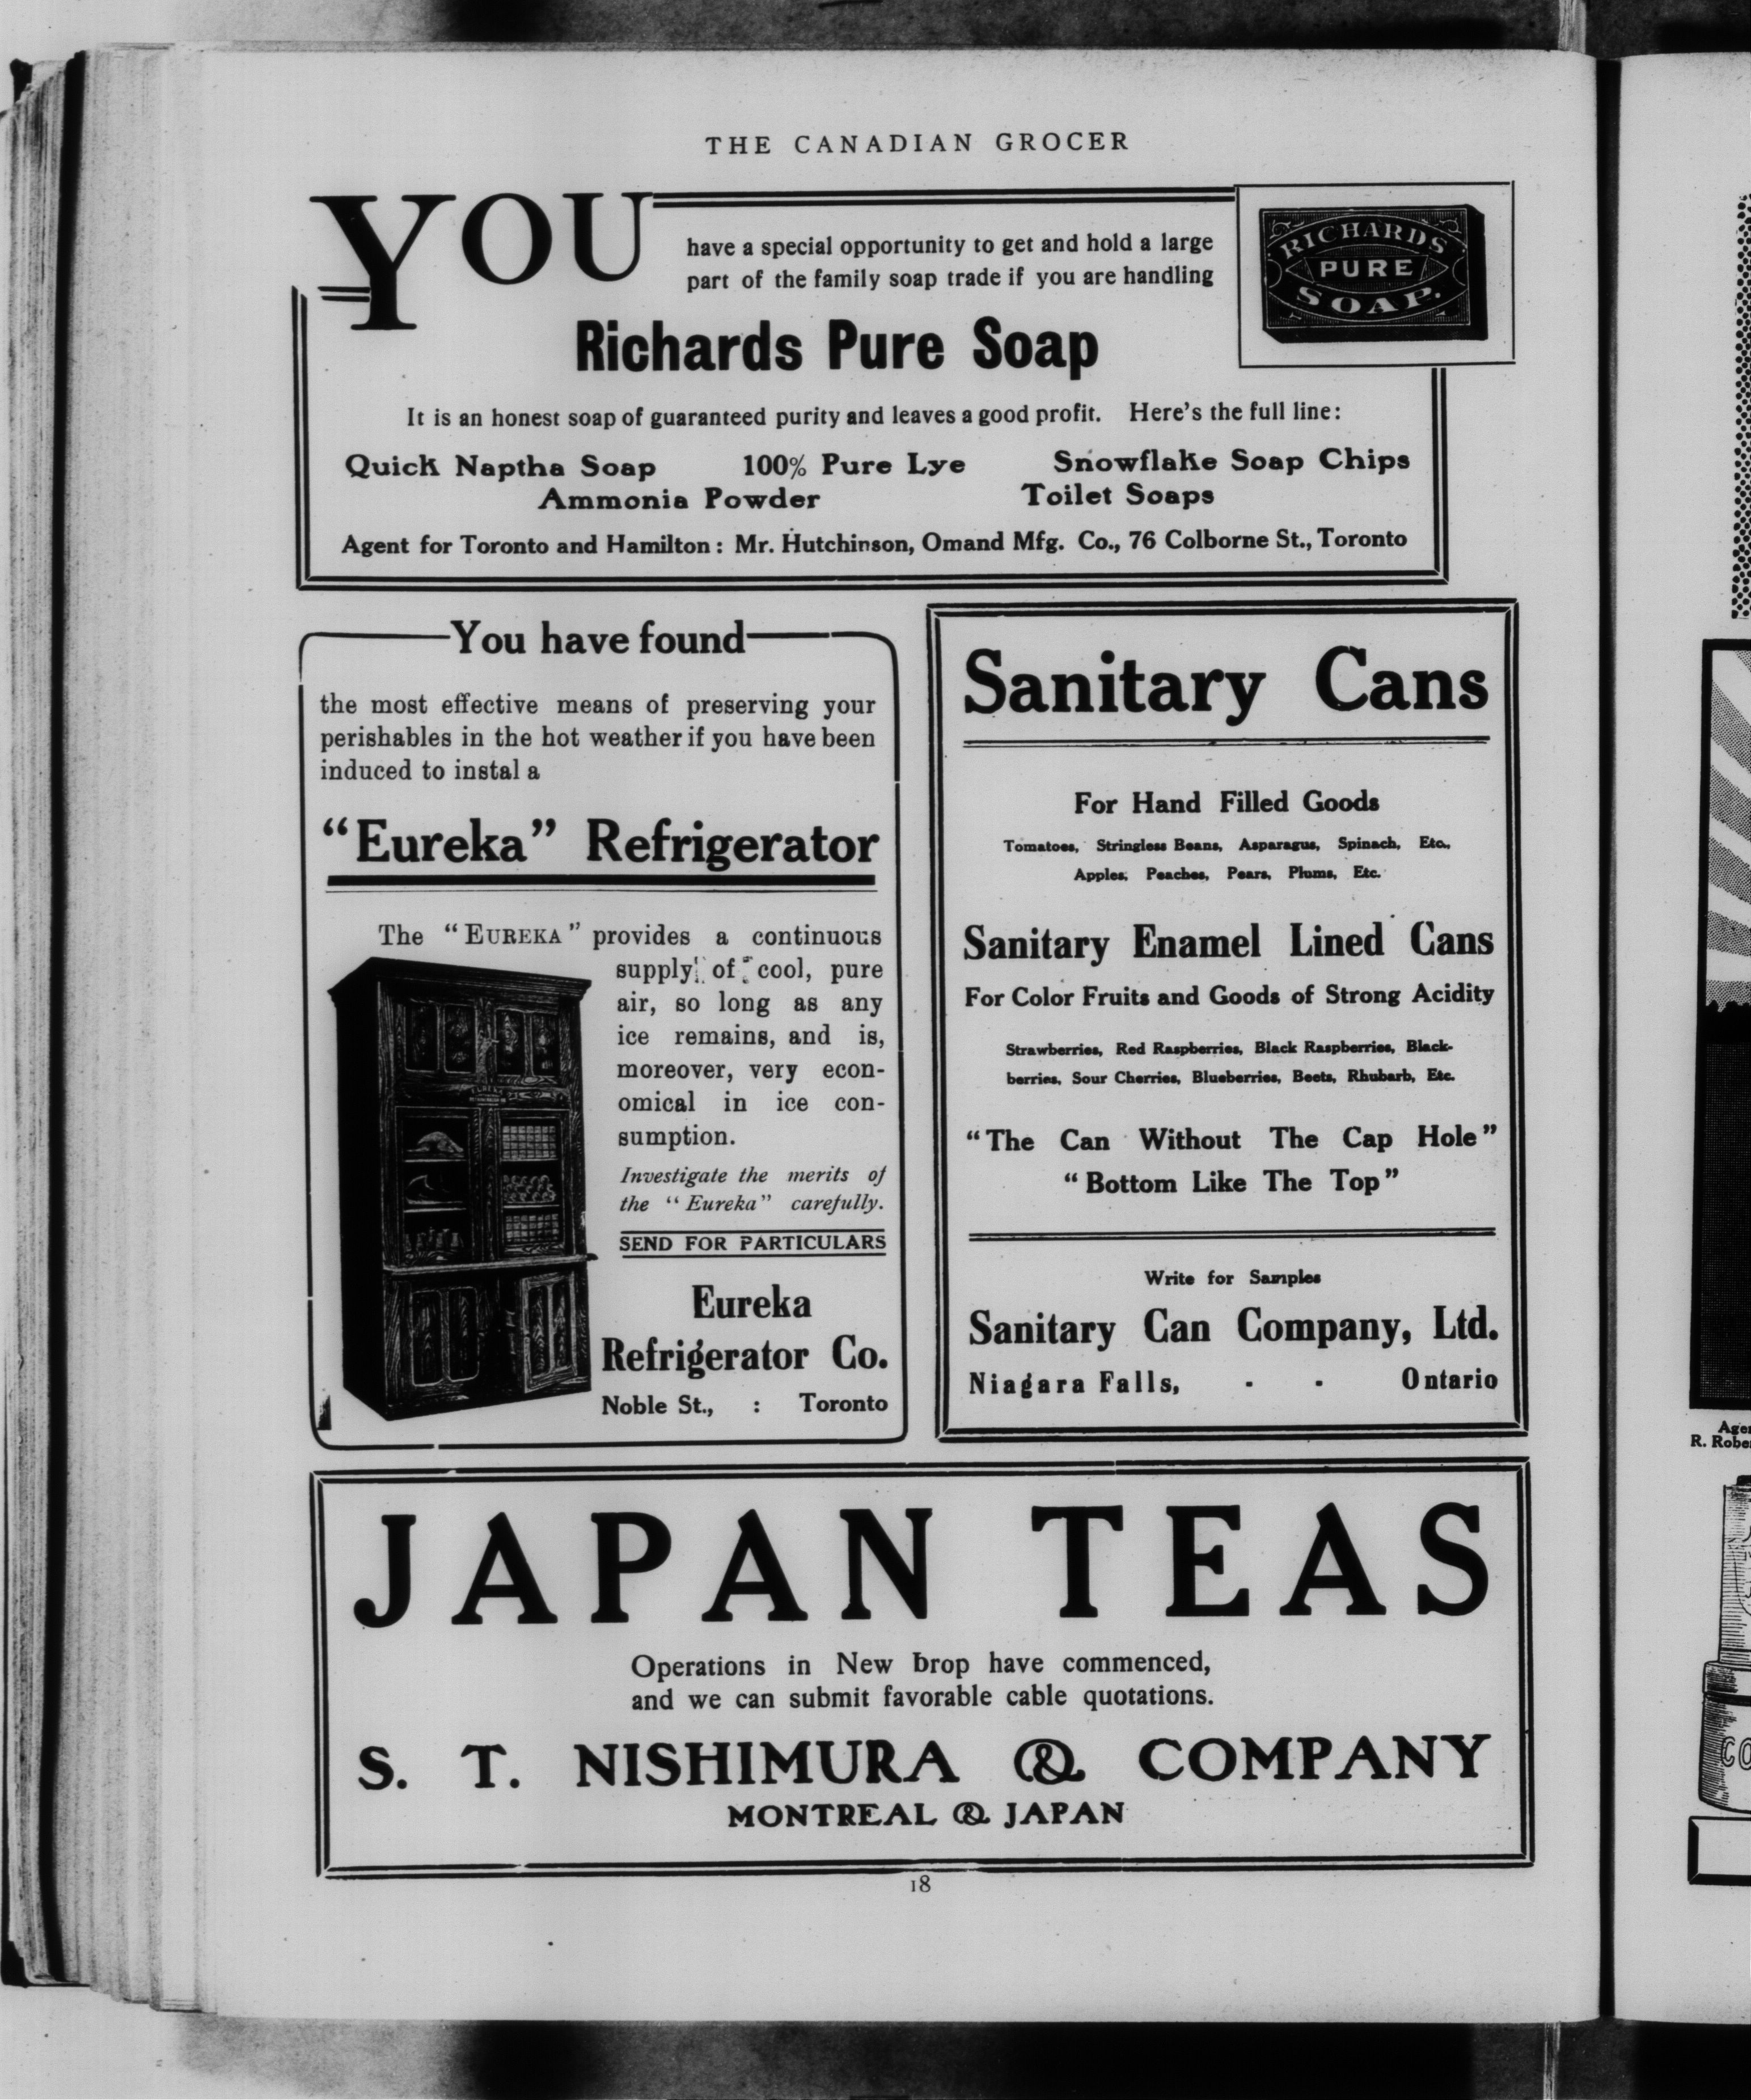 THE CANADIAN GROCER
YOU
have a special opportunity to get and hold a large
part of the family soap trade if you are handling
RICHARDS
PURE
SOAP.
Richards Pure Soap
It is an honest soap of guaranteed purity and leaves a good profit. Here's the full line:
Quick Naptha Soap 100% Pure Lye Snowflake Soap Chips
Ammonia Powder Toilet Soaps
Agent for Toronto and Hamilton: Mr. Hutchinson, Omand Mfg. Co., 76 Colborne St., Toronto
You have found
the most effective means of preserving your
perishables in the hot weather if you have been
induced to instal a
"Eureka" Refrigerator
The "EUREKA" provides a continuous
supply of cool, pure
air, so long as any
ice remains, and is,
moreover, very econ-
omical in ice con-
sumption.
Investigate the merits of
the "Eureka" carefully.
SEND FOR PARTICULARS
Eureka
Refrigerator Co.
Noble St., : Toronto
Sanitary Cans
For Hand Filled Goods
Tomatoes, Stringless Beans, Asparagus, Spinach, Etc.,
Apples, Peaches, Pears, Plums, Etc.
Sanitary Enamel Lined Cans
For Color Fruits and Goods of Strong Acidity
Strawberries, Red Raspberries, Black Raspberries, Black-
berries, Sour Cherries, Blueberries, Beets, Rhubarb, Etc.
"The Can Without The Cap Hole"
"Bottom Like The Top"
Write for Samples
Sanitary Can Company, Ltd.
Niagara Falls, - - Ontario
JAPAN TEAS
Operations in New brop have commenced,
and we can submit favorable cable quotations.
S. T. NISHIMURA & COMPANY
MONTREAL & JAPAN
18
R.